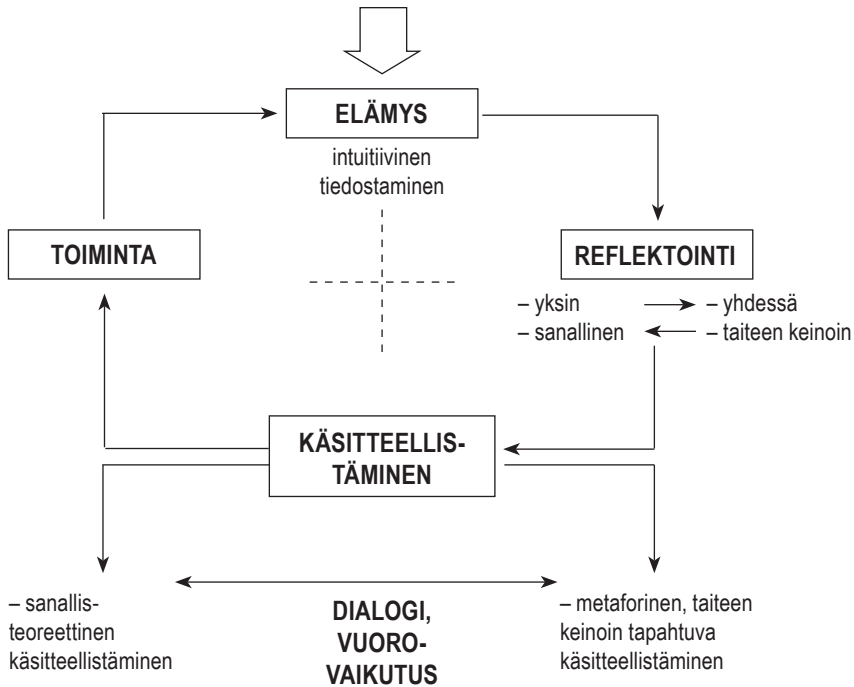 ELÄMYS
intuitiivinen
tiedostaminen
TOIMINTA
REFLEKTOINTI
– yksin – yhdessä
– sanallinen – taiteen keinoin
KÄSITTEELLIS-
TÄMINEN
– sanallis-
teoreettinen
käsitteellistäminen
DIALOGI,
VUORO-
VAIKUTUS
– metaforinen, taiteen
keinoin tapahtuva
käsitteellistäminen